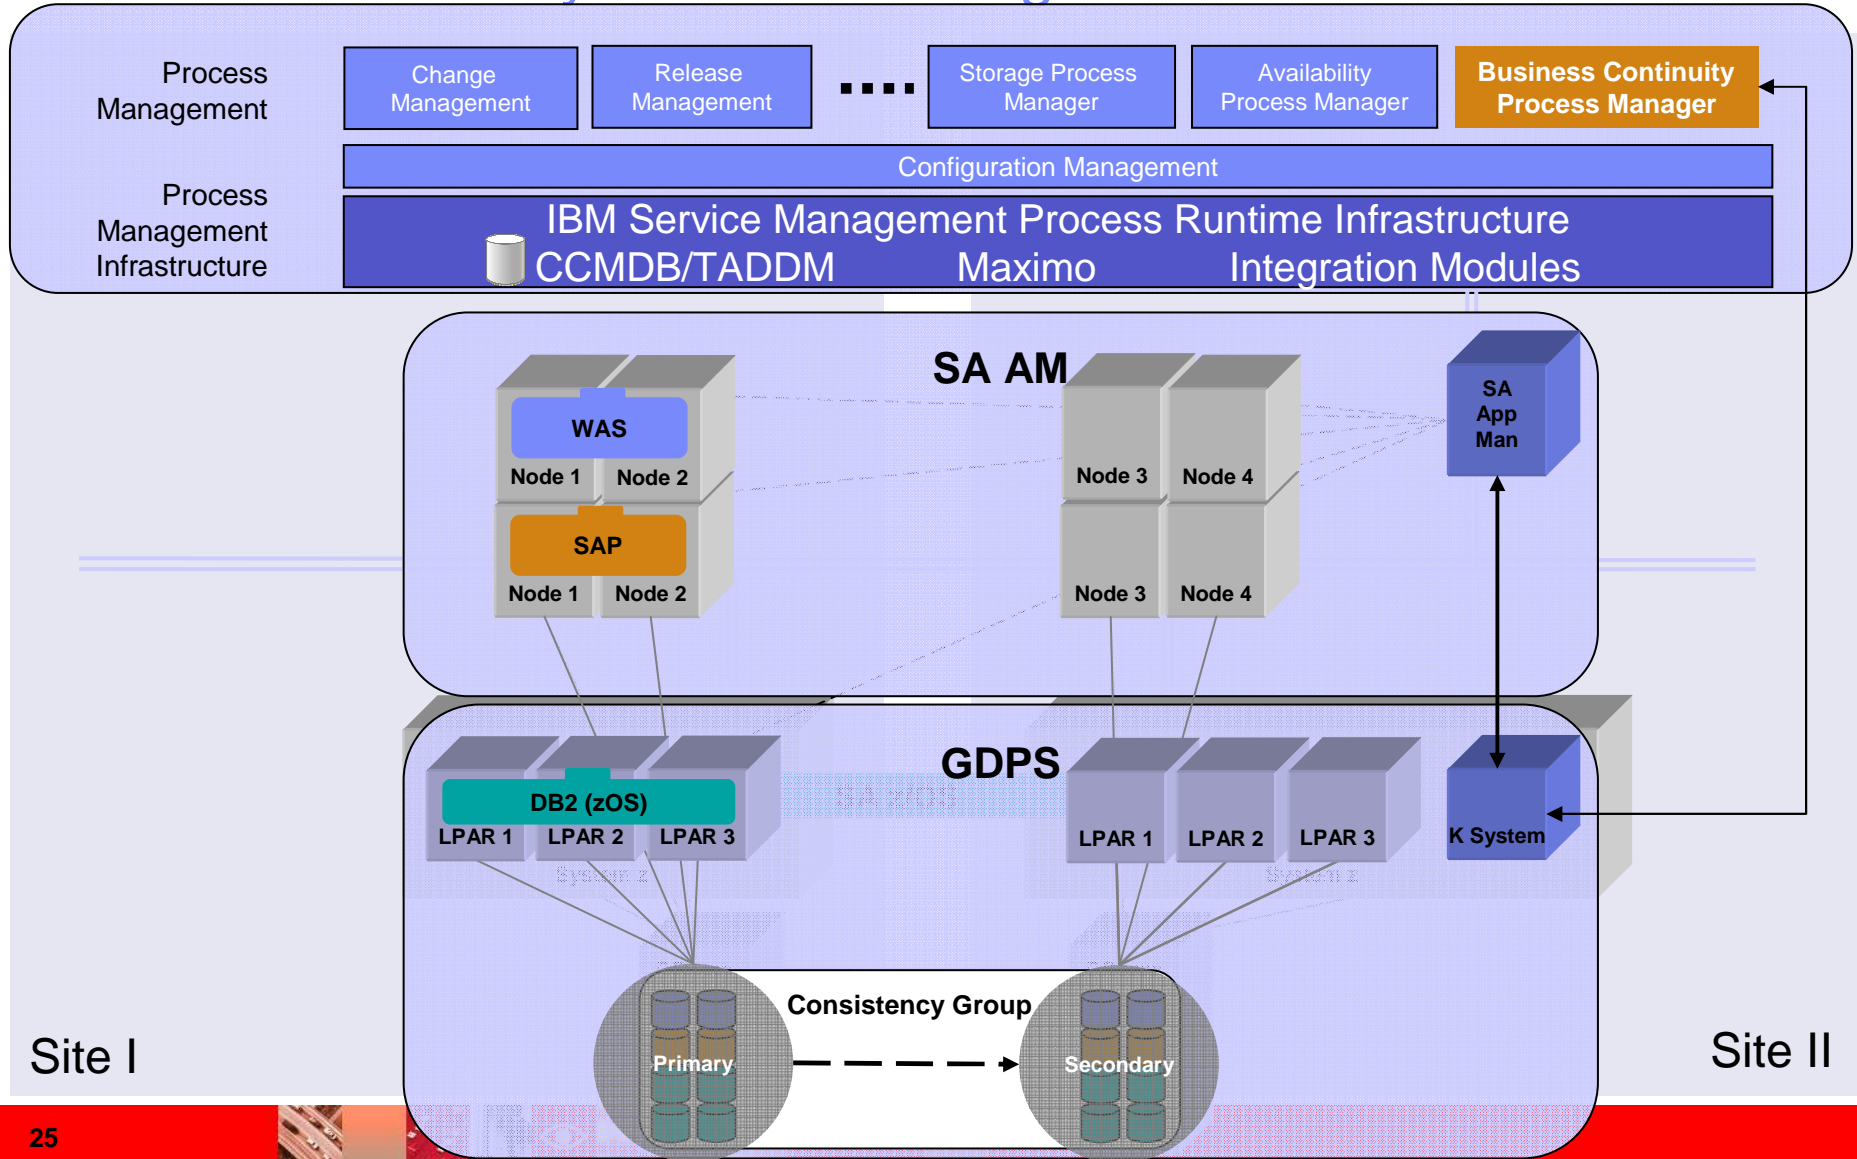 Process
Management
Change
Management
Release
Management
Storage Process
Manager
Availability
Process Manager
Business Continuity
Process Manager
Configuration Management
Process
Management
Infrastructure
IBM Service Management Process Runtime Infrastructure
CCMDB/TADDM Maximo Integration Modules
SA AM
SA
App
Man
WAS
Node 1 Node 2
Node 3 Node 4
SAP
Node 1 Node 2
Node 3 Node 4
GDPS
SA z/OS
DB2 (zOS)
LPAR 1 LPAR 2 LPAR 3
LPAR 1 LPAR 2 LPAR 3
K System
System z
System z
Consistency Group
Primary
Secondary
Site I
Site II
25